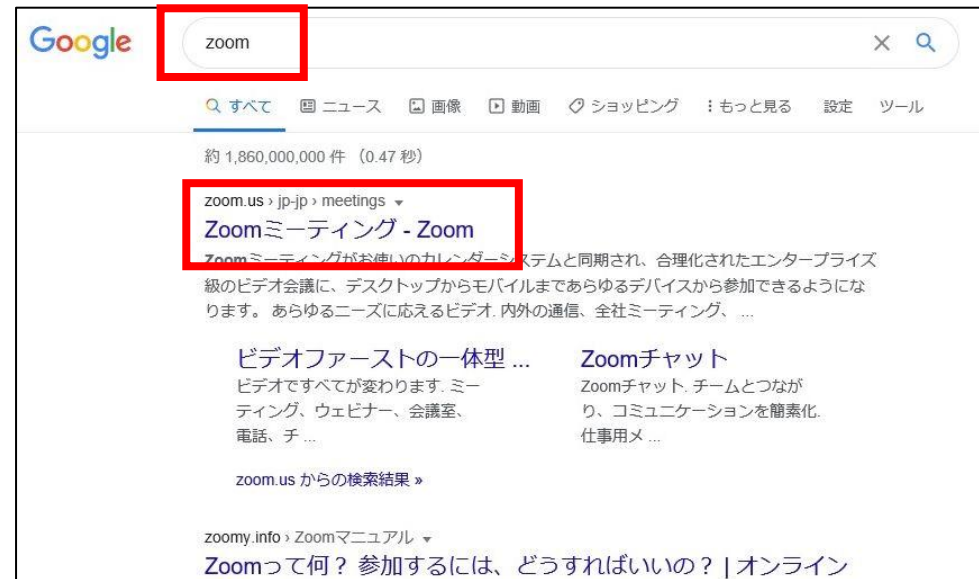 Google
zoom
すべて ニュース 画像 動画 ショッピング もっと見る 設定 ツール
約 1,860,000,000 件 (0.47 秒)
zoom.us › jp-jp › meetings
Zoomミーティング - Zoom
Zoomミーティングがお使いのカレンダーシステムと同期され、合理化されたエンタープライズ
級のビデオ会議に、デスクトップからモバイルまであらゆるデバイスから参加できるようにな
ります。 あらゆるニーズに応えるビデオ. 内外の通信、全社ミーティング、 ...
ビデオファーストの一体型 ...
ビデオですべてが変わります. ミー
ティング、ウェビナー、会議室、
電話、チ ...
Zoomチャット
Zoomチャット. チームとつなが
り、コミュニケーションを簡素化.
仕事用メ ...
zoom.us からの検索結果 »
zoomy.info › Zoomマニュアル
Zoomって何？ 参加するには、どうすればいいの？ | オンライン